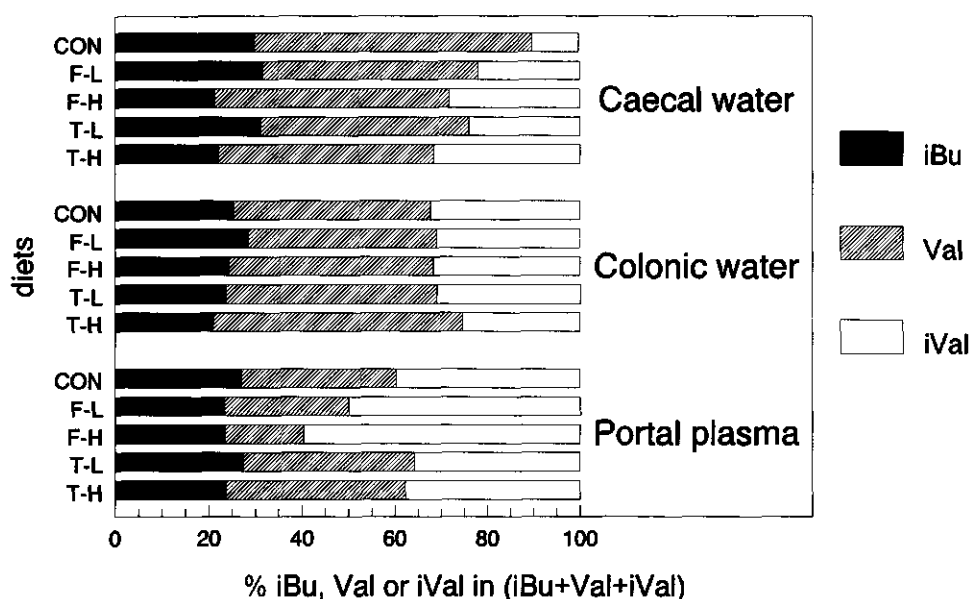 CON
F-L
F-H
T-L
T-H
Caecal water
CON
F-L
F-H
T-L
T-H
Colonic water
CON
F-L
F-H
T-L
T-H
Portal plasma
diets
0 20 40 60 80 100
% iBu, Val or iVal in (iBu+Val+iVal)
iBu
Val
iVal